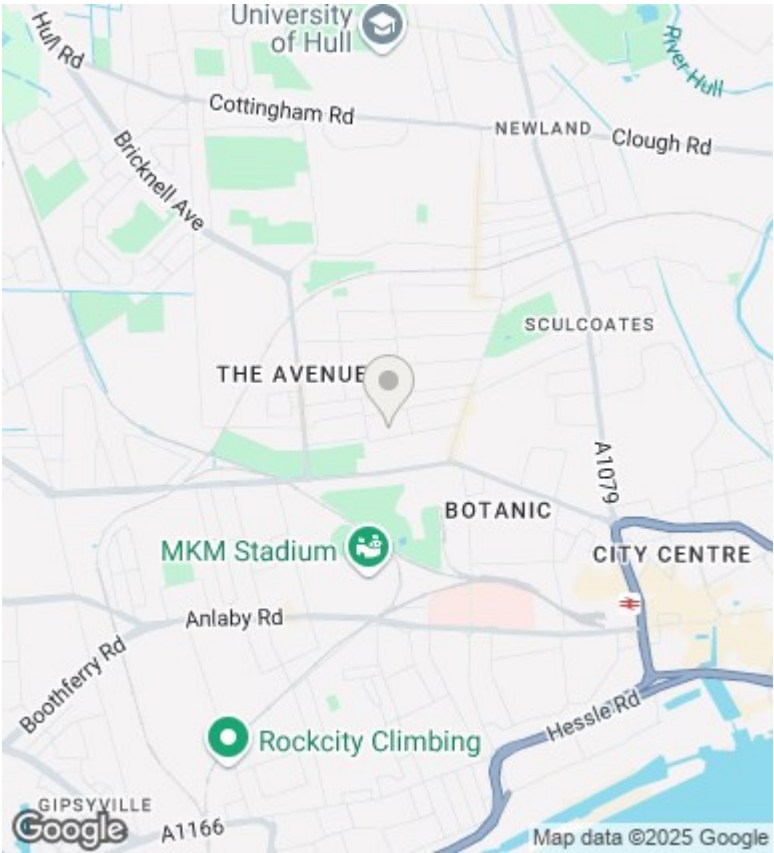 University
of Hull
Hull Rd
River Hull
Cottingham Rd
NEWLAND
Clough Rd
Bricknell Ave
SCULCOATES
THE AVENUE
A1079
BOTANIC
MKM Stadium
CITY CENTRE
Anlaby Rd
Boothferry Rd
Hessle Rd
Rockcity Climbing
GIPSYVILLE
A1166
Google
Map data ©2025 Google